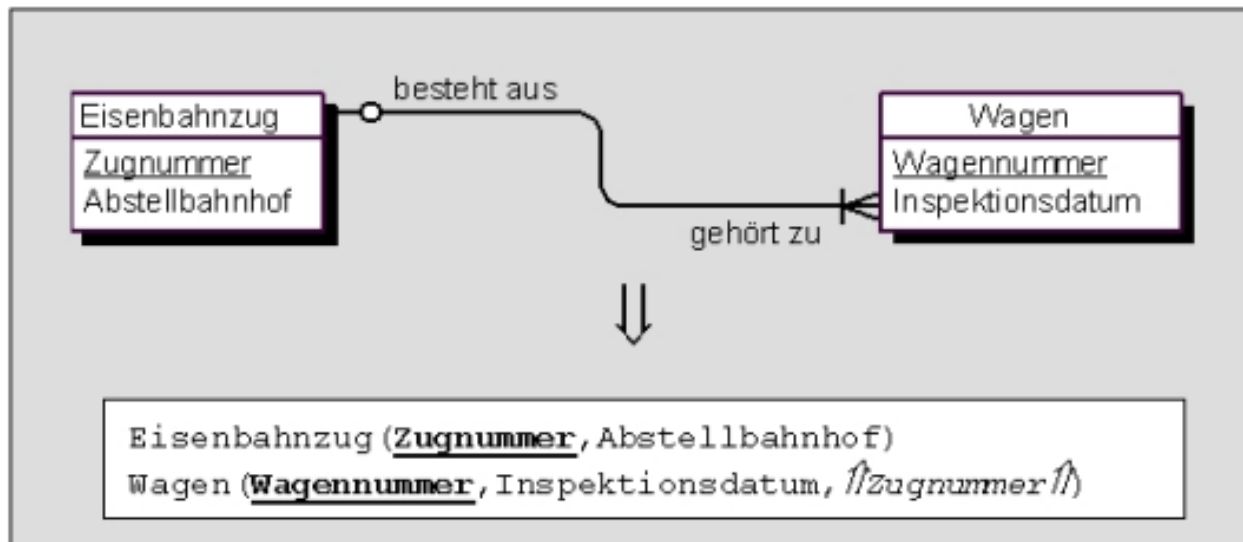 besteht aus
Eisenbahnzug
Zugnummer
Abstellbahnhof
Wagen
Wagennummer
Inspektionsdatum
gehört zu
Eisenbahnzug(Zugnummer,Abstellbahnhof)
Wagen(Wagennummer,Inspektionsdatum,⇑Zugnummer⇑)